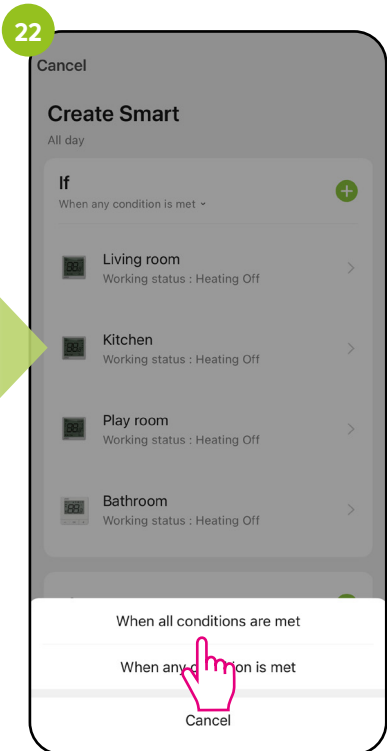 22
Cancel
Create Smart
All day
If
When any condition is met
Living room
Working status : Heating Off
Kitchen
Working status : Heating Off
Play room
Working status : Heating Off
Bathroom
Working status : Heating Off
When all conditions are met
When any condition is met
Cancel